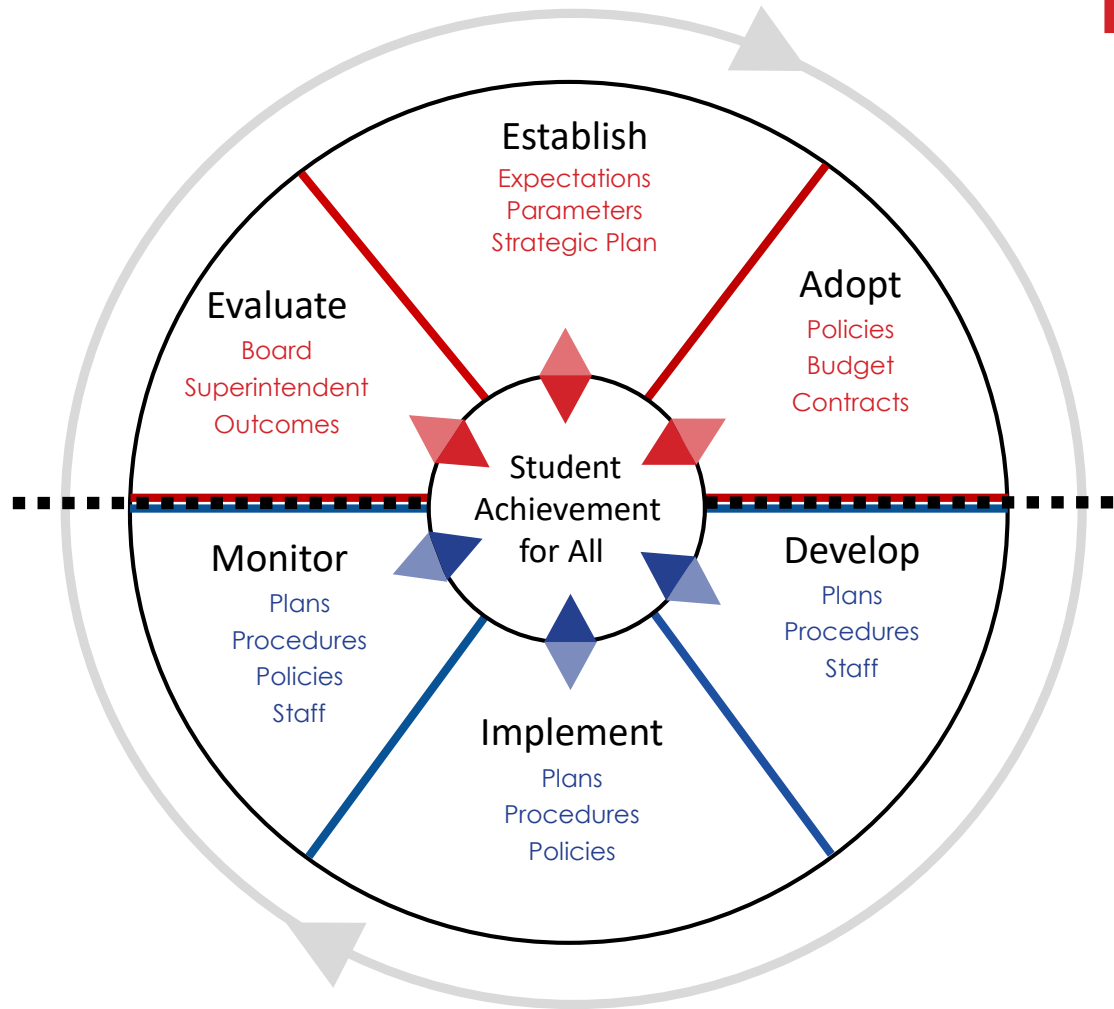 Establish
Expectations
Parameters
Strategic Plan
Adopt
Policies
Budget
Contracts
Evaluate
Board
Superintendent
Outcomes
Student
Achievement
for All
Develop
Plans
Procedures
Staff
Monitor
Plans
Procedures
Policies
Staff
Implement
Plans
Procedures
Policies